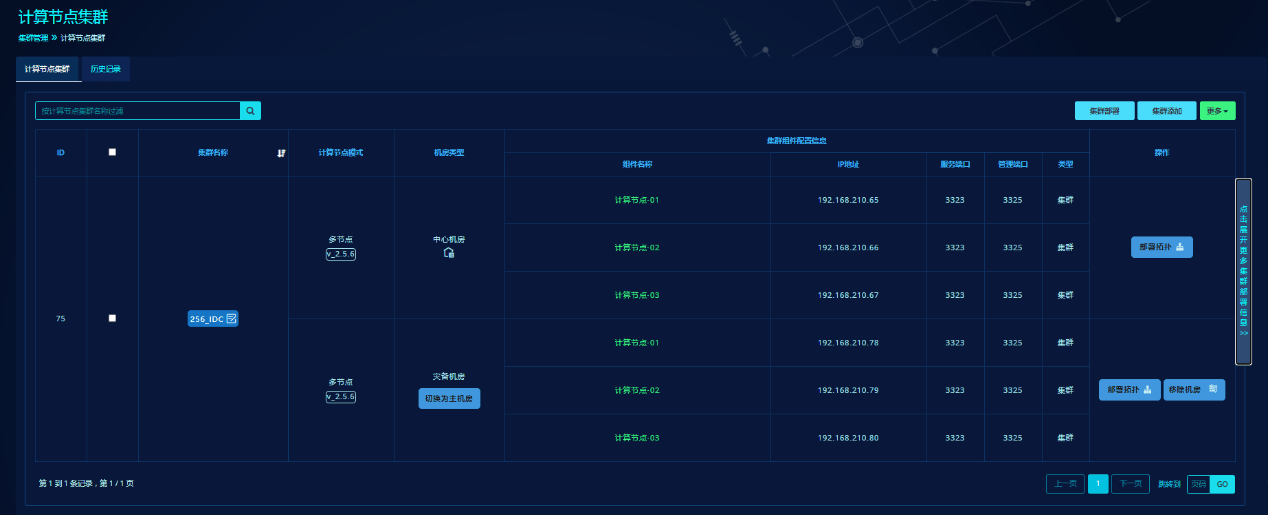 计算节点集群
集群管理 » 计算节点集群
计算节点集群 历史记录
按计算节点集群名称过滤 集群部署 集群添加 更多
ID 集群名称 计算节点模式 机房类型 集群组件配置信息 操作
组件名称 IP地址 服务端口 管理端口 类型
计算节点-01 192.168.210.65 3323 3325 集群
多节点 中心机房
v_2.5.6
计算节点-02 192.168.210.66 3323 3325 集群 部署拓扑
计算节点-03 192.168.210.67 3323 3325 集群
75 256_IDC
计算节点-01 192.168.210.78 3323 3325 集群
多节点 灾备机房
v_2.5.6 切换为主机房
计算节点-02 192.168.210.79 3323 3325 集群 部署拓扑 移除机房
计算节点-03 192.168.210.80 3323 3325 集群
点击展开更多集群部署信息>>
第 1 到 1 条记录，第 1 / 1 页 上一页 1 下一页 跳转到 页码 GO